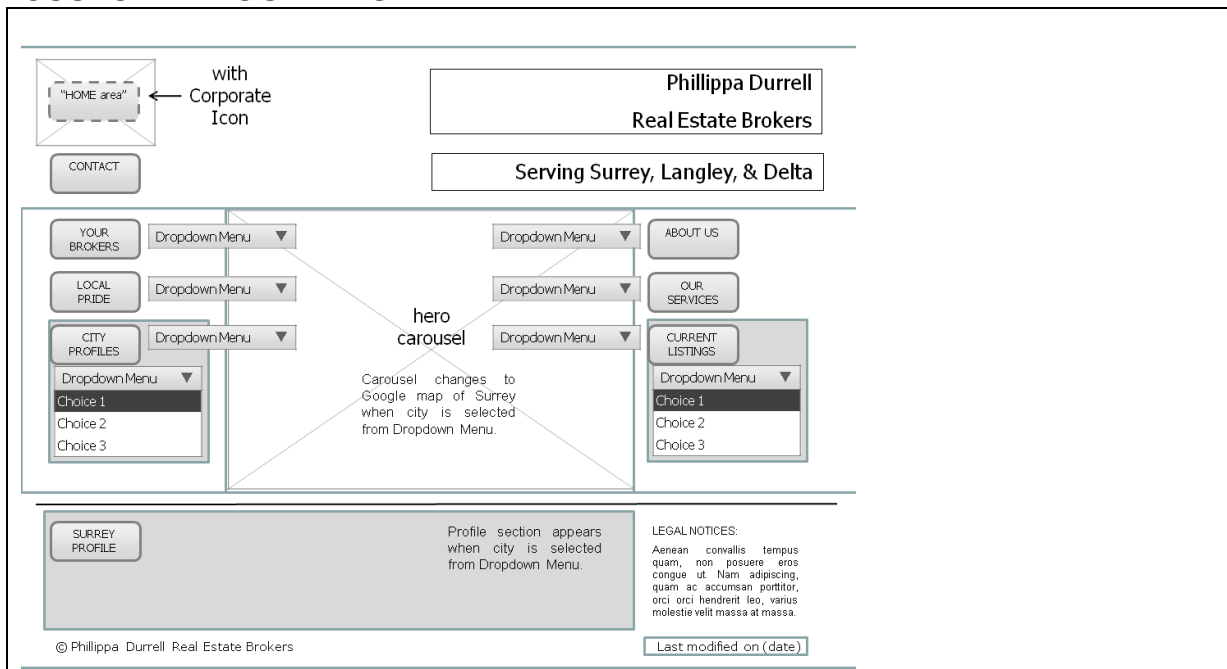 "HOME area"
with
Corporate
Icon
Phillippa Durrell
Real Estate Brokers
CONTACT
Serving Surrey, Langley, & Delta
YOUR
BROKERS
Dropdown Menu
Dropdown Menu
ABOUT US
LOCAL
PRIDE
Dropdown Menu
Dropdown Menu
OUR
SERVICES
CITY
PROFILES
Dropdown Menu
hero
carousel
Dropdown Menu
CURRENT
LISTINGS
Dropdown Menu
Choice 1
Choice 2
Choice 3
Carousel changes to
Google map of Surrey
when city is selected
from Dropdown Menu.
Dropdown Menu
Choice 1
Choice 2
Choice 3
SURREY
PROFILE
Profile section appears
when city is selected
from Dropdown Menu.
LEGAL NOTICES:
Aenean convallis tempus
quam, non posuere eros
congue ut. Nam adipiscing,
quam ac accumsan porttitor,
orci orci hendrerit leo, varius
molestie velit massa at massa.
© Phillippa Durrell Real Estate Brokers
Last modified on (date)